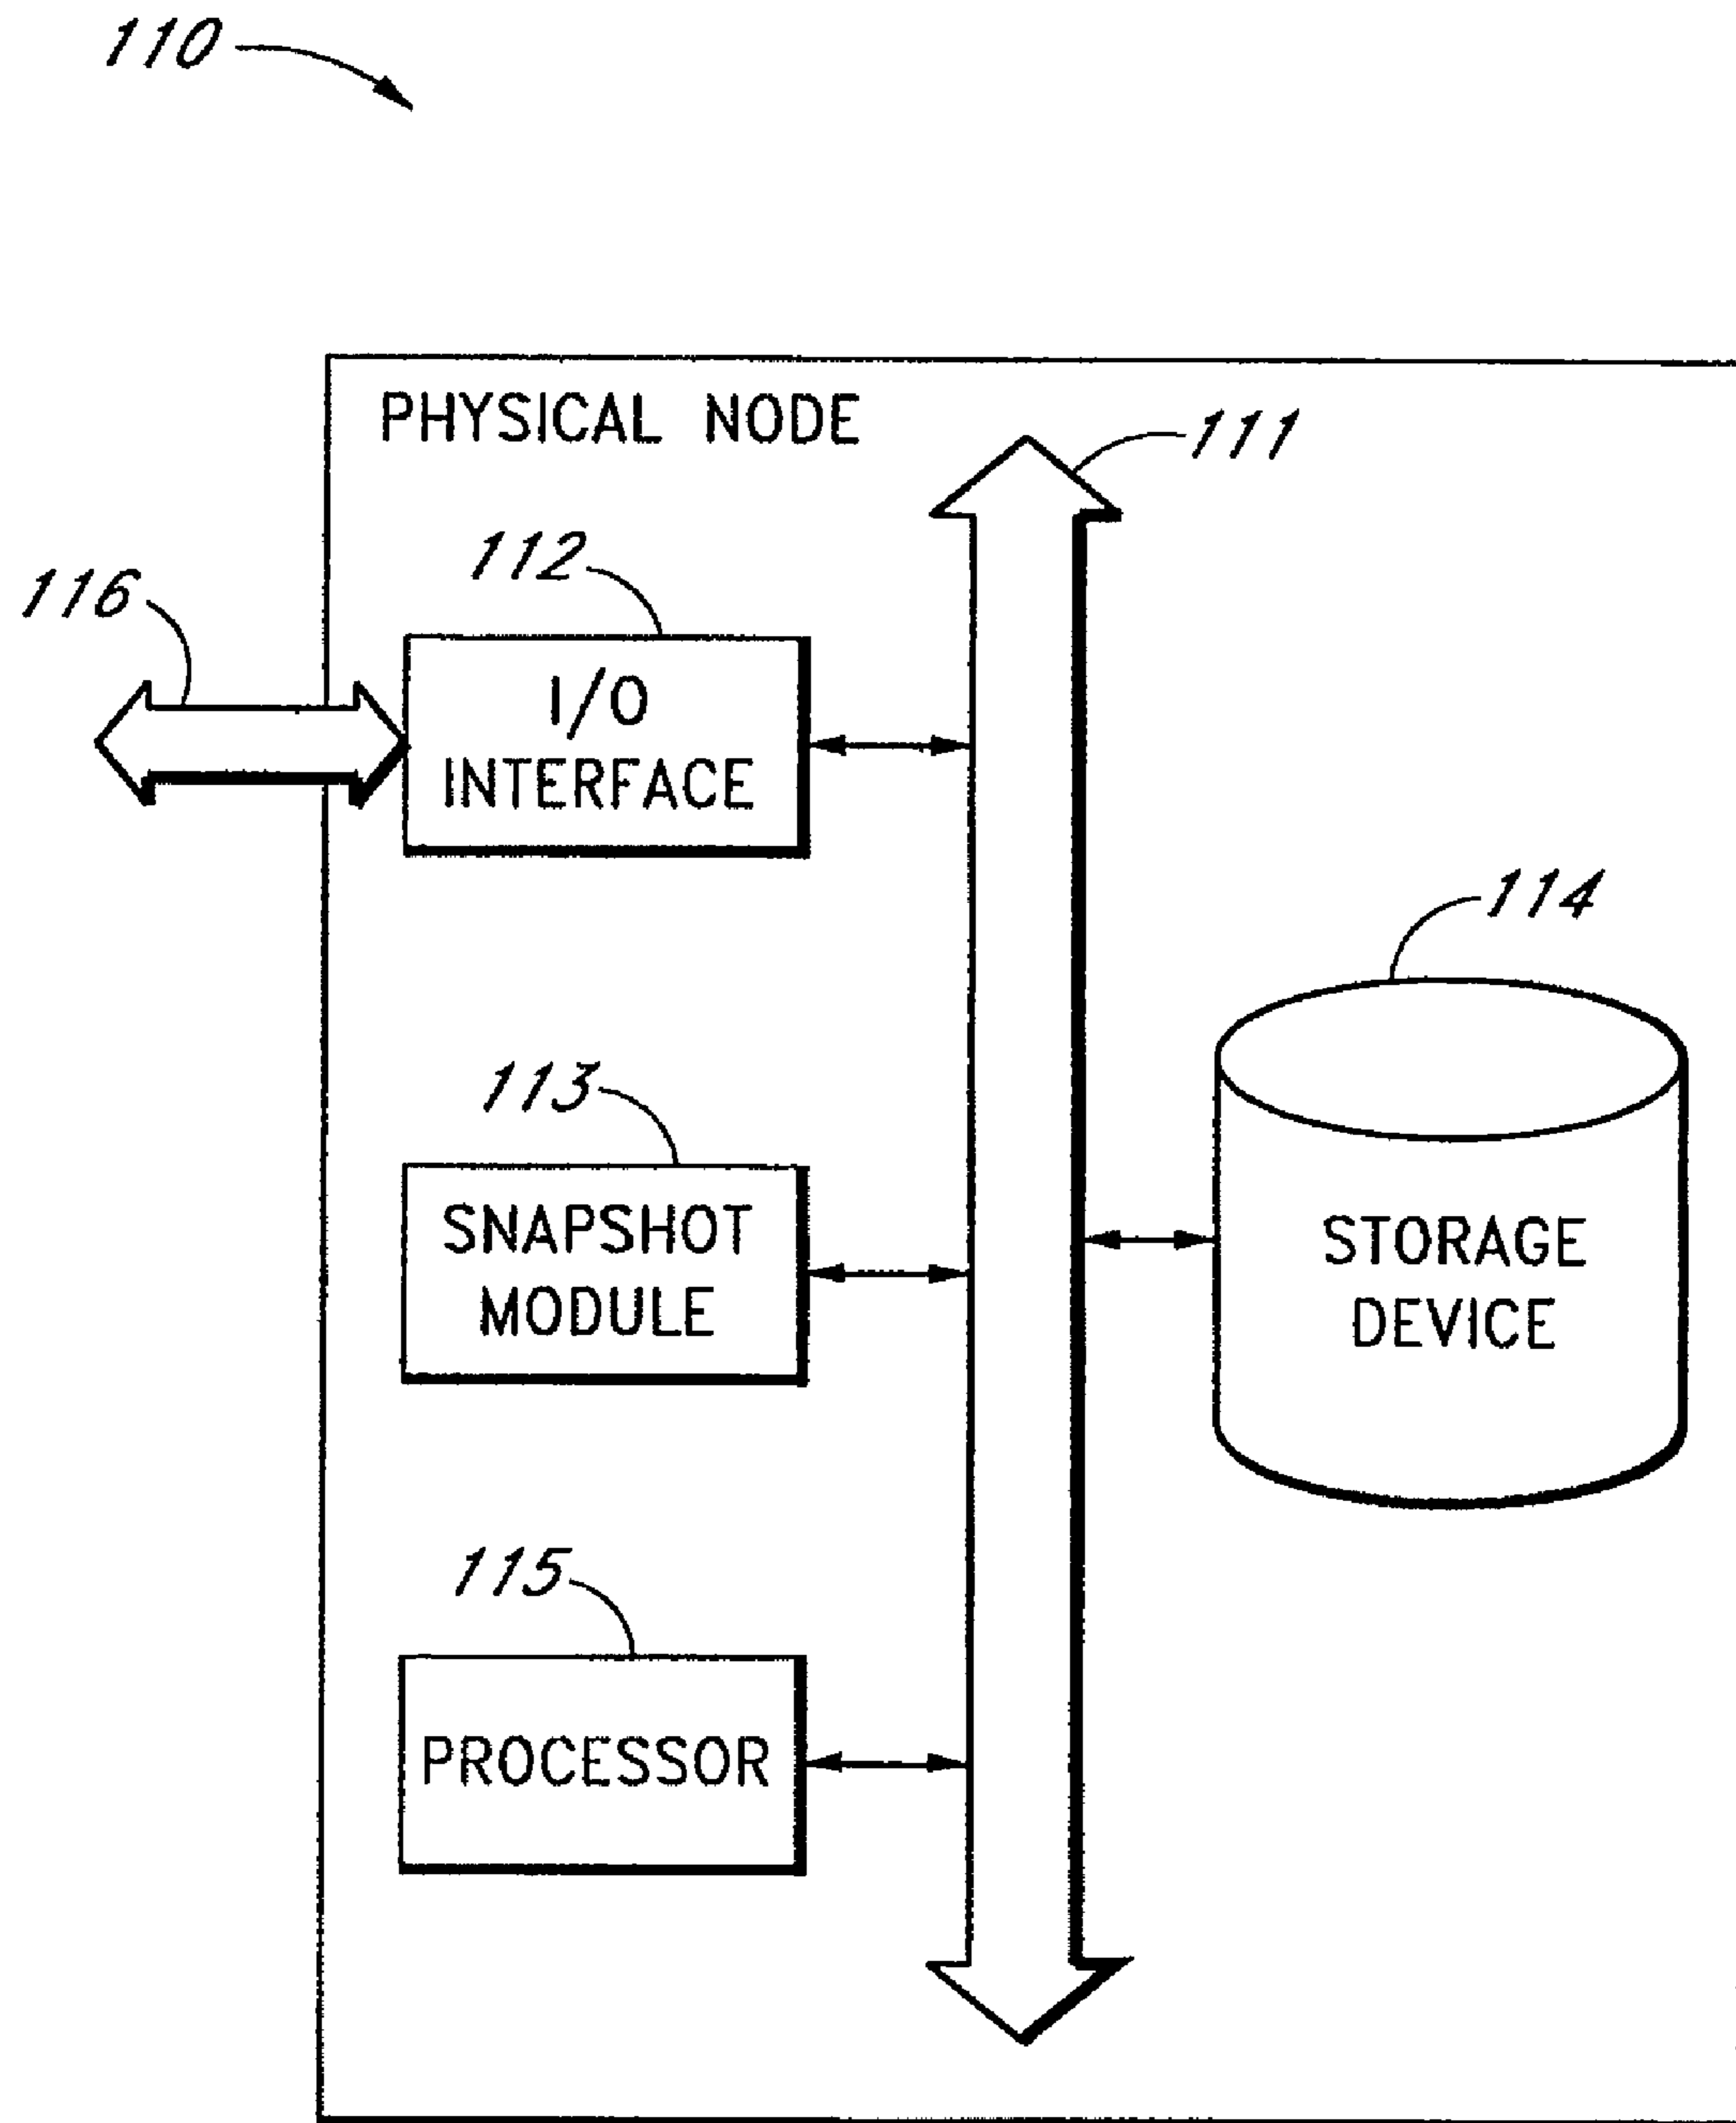 110
PHYSICAL NODE
111
112
116
I/O
INTERFACE
114
113
SNAPSHOT
MODULE
STORAGE
DEVICE
115
PROCESSOR